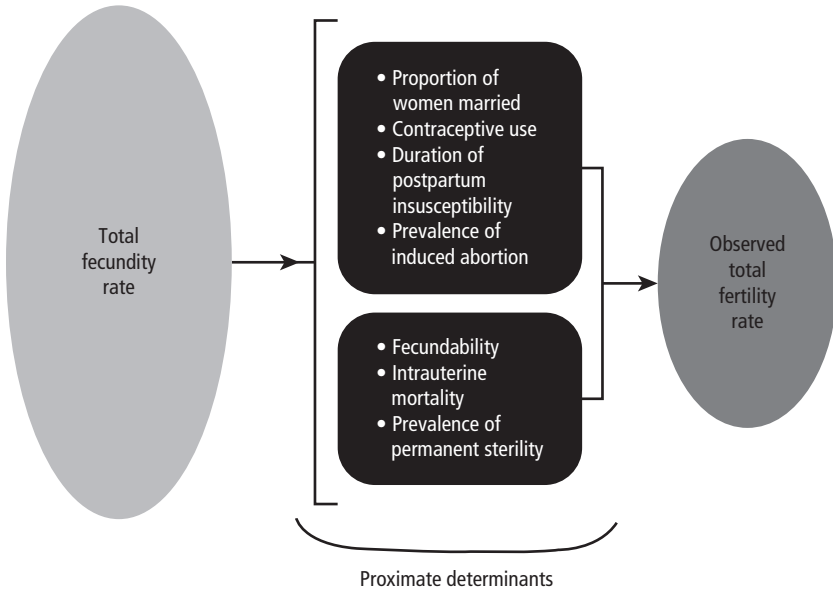 Total
fecundity
rate
• Proportion of
women married
• Contraceptive use
• Duration of
postpartum
insusceptibility
• Prevalence of
induced abortion
• Fecundability
• Intrauterine
mortality
• Prevalence of
permanent sterility
Observed
total
fertility
rate
Proximate determinants